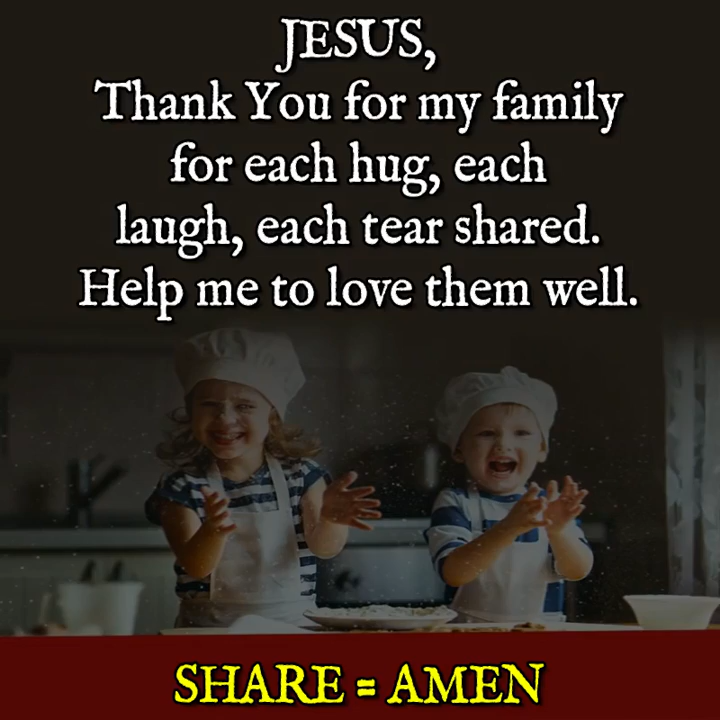 JESUS,
Thank You for my family
for each hug, each
laugh, each tear shared.
Help me to love them well.
SHARE = AMEN